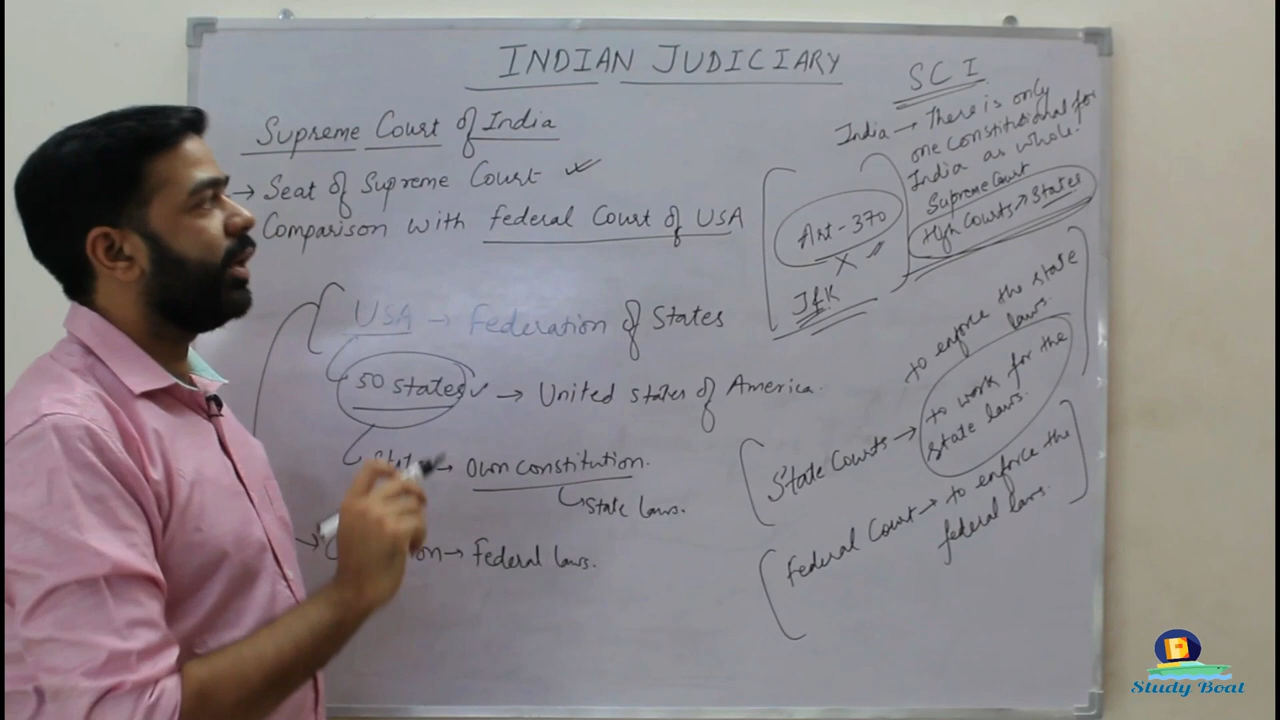 INDIAN JUDICIARY
Supreme Court of India
→ Seat of Supreme Court ✓
Comparison with federal Court of USA
USA → Federation of States
50 states ✓ → United states of America.
→ Own constitution.
↳ State laws.
→ Federal laws.
SCI
India → There is only
one constitutional for
India as whole.
Supreme Court
High Courts → States
Art-370
X
J&K
to enforce the state
laws.
State Courts → to work for the
state laws.
Federal Court → to enforce the
federal laws.
Study Boat